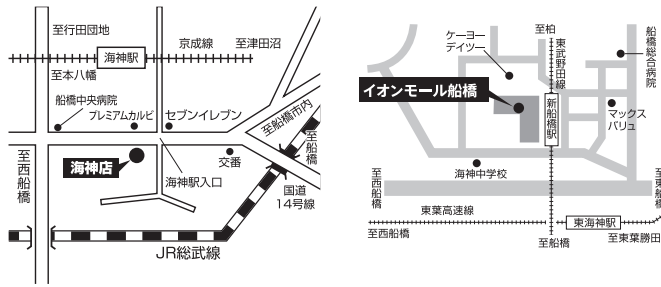 至行田団地
海神駅
京成線
至津田沼
至本八幡
船橋中央病院
プレミアムカルビ
セブンイレブン
至船橋市内
至船橋
至西船橋
海神店
海神駅入口
交番
国道
14号線
JR総武線
ケーヨー
デイツー
至柏
東武野田線
船橋総合病院
イオンモール船橋
新船橋駅
マックス
バリュ
海神中学校
至西船橋
東葉高速線
至西船橋
東海神駅
至船橋
至東葉勝田